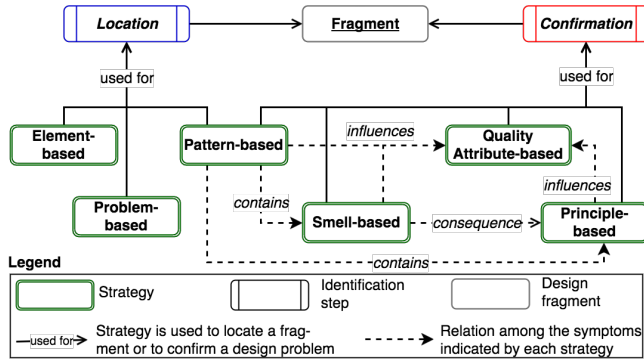 Location
Fragment
Confirmation
used for
used for
Element-
based
Pattern-based
influences
Quality
Attribute-based
Problem-
based
contains
influences
Smell-based
consequence
Principle-
based
contains
Legend
Strategy
Identification
step
Design
fragment
used for
Strategy is used to locate a frag-
ment or to confirm a design problem
Relation among the symptoms
indicated by each strategy